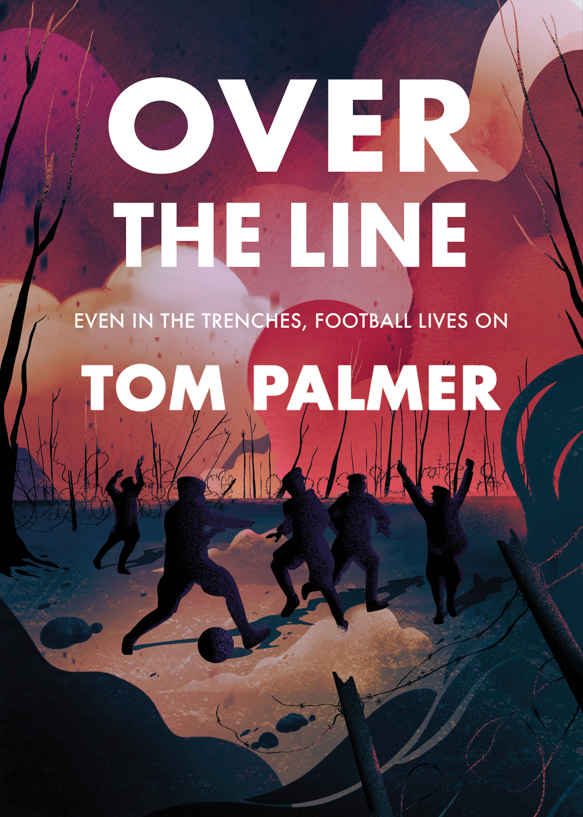 OVER
THE LINE
EVEN IN THE TRENCHES, FOOTBALL LIVES ON
TOM PALMER